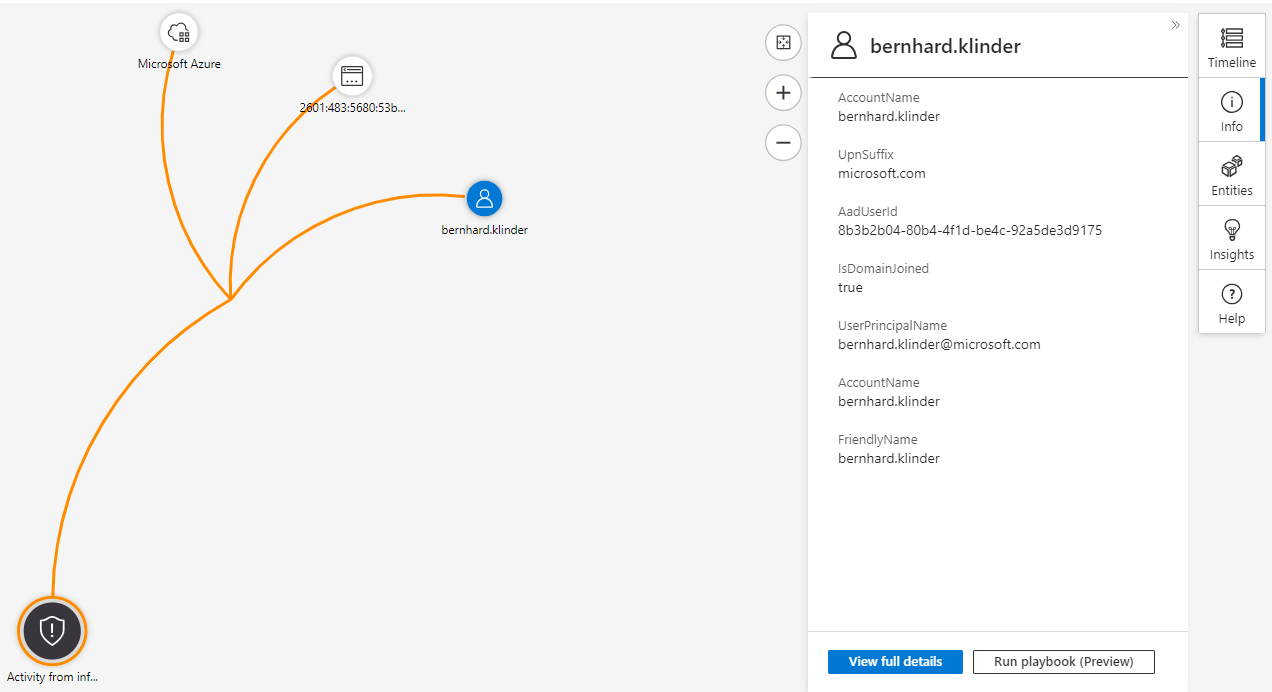 Microsoft Azure
2601:483:5680:53b...
bernhard.klinder
Activity from inf...
bernhard.klinder
AccountName
bernhard.klinder
UpnSuffix
microsoft.com
AadUserId
8b3b2b04-80b4-4f1d-be4c-92a5de3d9175
IsDomainJoined
true
UserPrincipalName
bernhard.klinder@microsoft.com
AccountName
bernhard.klinder
FriendlyName
bernhard.klinder
View full details
Run playbook (Preview)
Timeline
Info
Entities
Insights
Help